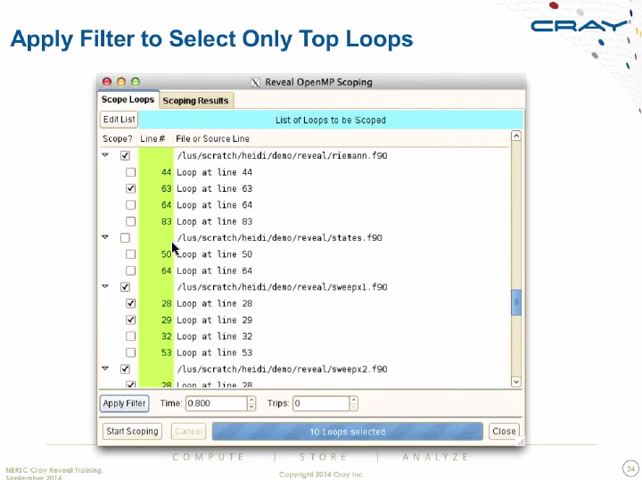 Apply Filter to Select Only Top Loops
CRAY
Reveal OpenMP Scoping
Scope Loops Scoping Results
Edit List List of Loops to be Scoped
Scope? Line # File or Source Line
/lus/scratch/heidi/demo/reveal/riemann.f90
44 Loop at line 44
63 Loop at line 63
64 Loop at line 64
83 Loop at line 83
/lus/scratch/heidi/demo/reveal/states.f90
50 Loop at line 50
64 Loop at line 64
/lus/scratch/heidi/demo/reveal/sweepx1.f90
28 Loop at line 28
29 Loop at line 29
32 Loop at line 32
53 Loop at line 53
/lus/scratch/heidi/demo/reveal/sweepx2.f90
28 Loop at line 28
Apply Filter Time: 0.800 Trips: 0
Start Scoping Cancel 10 Loops selected Close
COMPUTE | STORE | ANALYZE
NERSC Cray Reveal Training.
September 2014
Copyright 2014 Cray Inc.
24